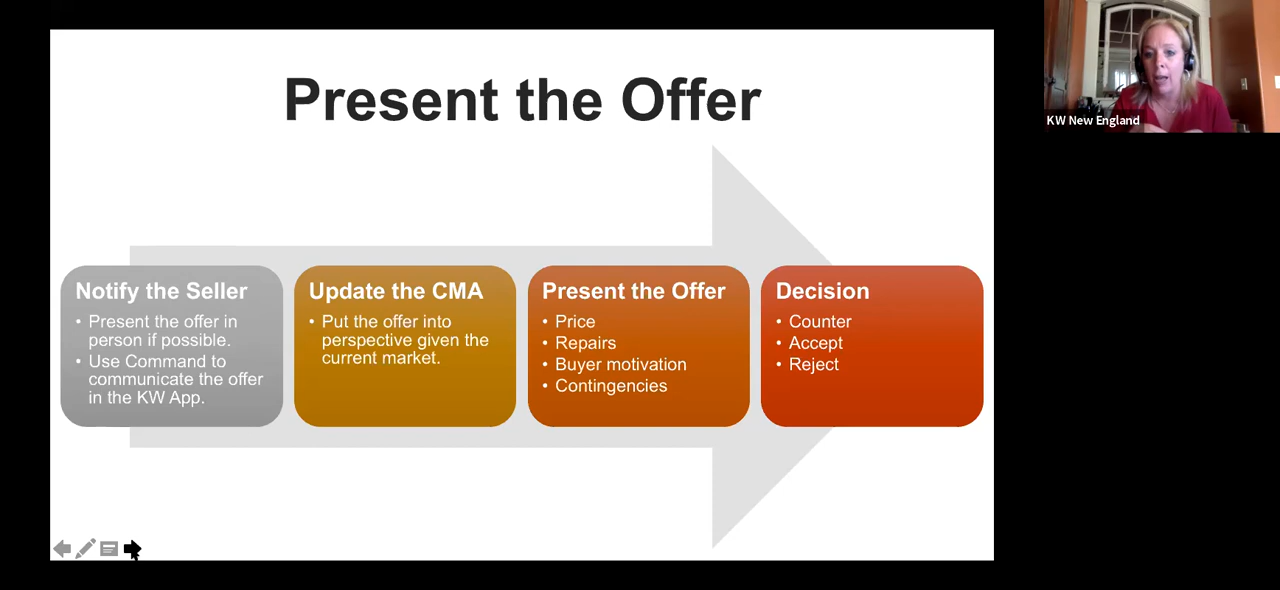 Present the Offer
KW New England
Notify the Seller
• Present the offer in
person if possible.
• Use Command to
communicate the offer
in the KW App.
Update the CMA
• Put the offer into
perspective given the
current market.
Present the Offer
• Price
• Repairs
• Buyer motivation
• Contingencies
Decision
• Counter
• Accept
• Reject